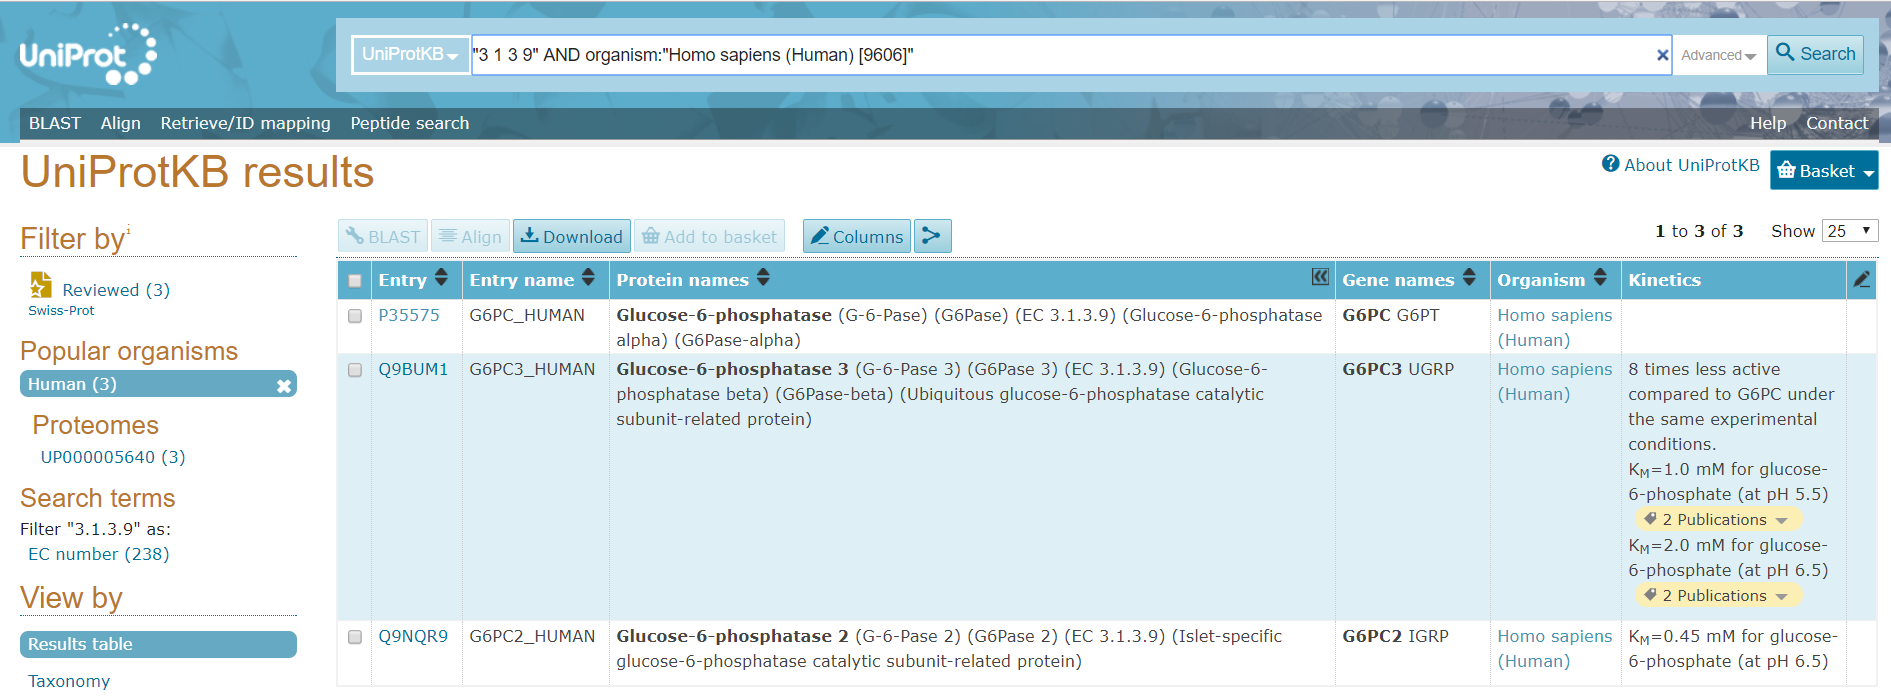 UniProt
UniProtKB
"3 1 3 9" AND organism:"Homo sapiens (Human) [9606]"
×
Advanced
Search
BLAST Align Retrieve/ID mapping Peptide search
Help Contact
UniProtKB results
About UniProtKB
Basket
Filter by i
Reviewed (3)
Swiss-Prot
Popular organisms
Human (3)
Proteomes
UP000005640 (3)
Search terms
Filter "3.1.3.9" as:
EC number (238)
View by
Results table
Taxonomy
BLAST Align Download Add to basket Columns
1 to 3 of 3 Show 25
Entry Entry name Protein names Gene names Organism Kinetics
P35575 G6PC_HUMAN Glucose-6-phosphatase (G-6-Pase) (G6Pase) (EC 3.1.3.9) (Glucose-6-phosphatase G6PC G6PT Homo sapiens
alpha) (G6Pase-alpha) (Human)
Q9BUM1 G6PC3_HUMAN Glucose-6-phosphatase 3 (G-6-Pase 3) (G6Pase 3) (EC 3.1.3.9) (Glucose-6- G6PC3 UGRP Homo sapiens 8 times less active
phosphatase beta) (G6Pase-beta) (Ubiquitous glucose-6-phosphatase catalytic (Human) compared to G6PC under
subunit-related protein) the same experimental
conditions.
KM=1.0 mM for glucose-
6-phosphate (at pH 5.5)
2 Publications
KM=2.0 mM for glucose-
6-phosphate (at pH 6.5)
2 Publications
Q9NQR9 G6PC2_HUMAN Glucose-6-phosphatase 2 (G-6-Pase 2) (G6Pase 2) (EC 3.1.3.9) (Islet-specific G6PC2 IGRP Homo sapiens KM=0.45 mM for glucose-
glucose-6-phosphatase catalytic subunit-related protein) (Human) 6-phosphate (at pH 6.5)